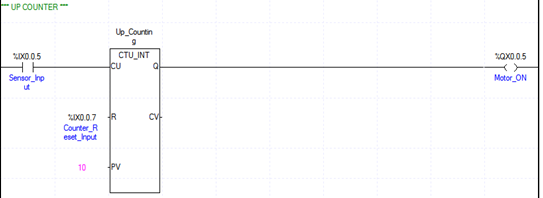 *** UP COUNTER ***
Up_Countin
g
%IX0.0.5
CTU_INT
%QX0.0.5
CU
Q
Sensor_Inp
ut
Motor_ON
%IX0.0.7
R
CV
Counter_R
eset_Input
10
PV